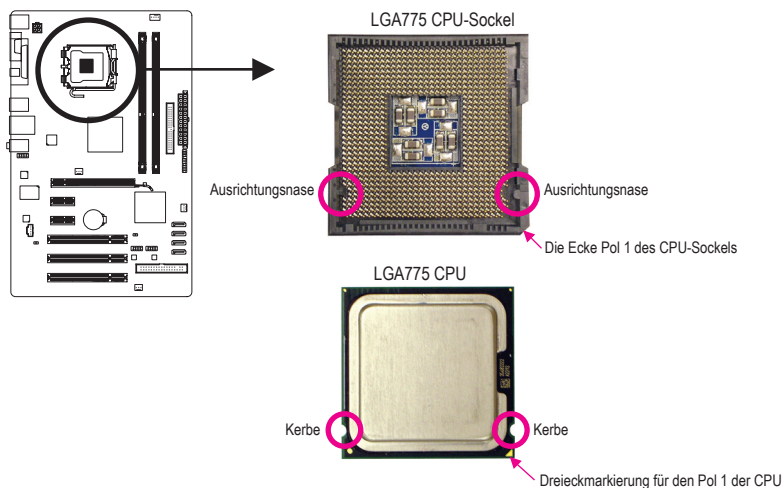 LGA775 CPU-Sockel
Ausrichtungsnase
Ausrichtungsnase
Die Ecke Pol 1 des CPU-Sockels
LGA775 CPU
Kerbe
Kerbe
Dreieckmarkierung für den Pol 1 der CPU